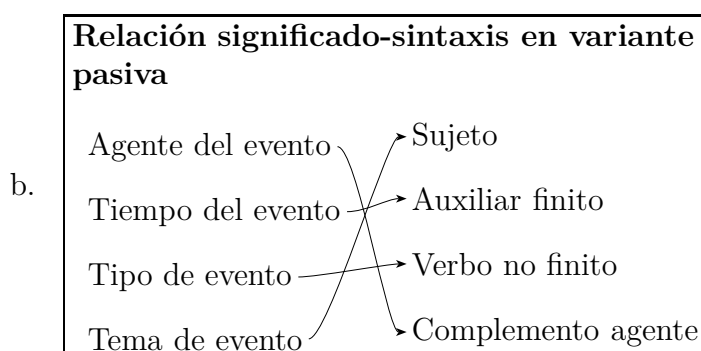 Relación significado-sintaxis en variante
pasiva
b.
Agente del evento
Sujeto
Tiempo del evento
Auxiliar finito
Tipo de evento
Verbo no finito
Tema de evento
Complemento agente